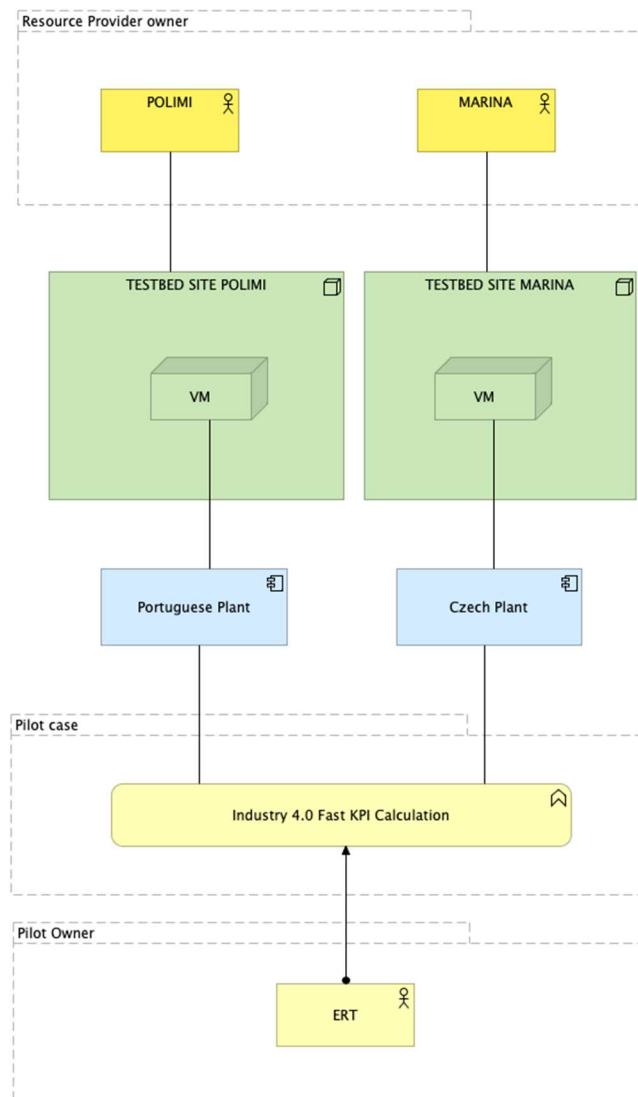 Resource Provider owner
POLIMI
MARINA
TESTBED SITE POLIMI
TESTBED SITE MARINA
VM
VM
Portuguese Plant
Czech Plant
Pilot case
Industry 4.0 Fast KPI Calculation
Pilot Owner
ERT